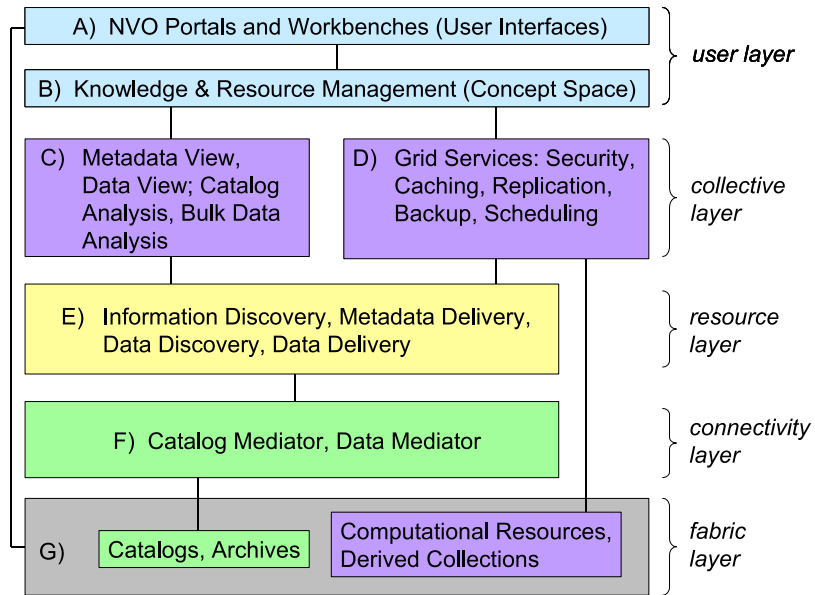 A) NVO Portals and Workbenches (User Interfaces)
user layer
B) Knowledge & Resource Management (Concept Space)
C) Metadata View,
Data View; Catalog
Analysis, Bulk Data
Analysis
D) Grid Services: Security,
Caching, Replication,
Backup, Scheduling
collective
layer
E) Information Discovery, Metadata Delivery,
Data Discovery, Data Delivery
resource
layer
F) Catalog Mediator, Data Mediator
connectivity
layer
G)
Catalogs, Archives
Computational Resources,
Derived Collections
fabric
layer